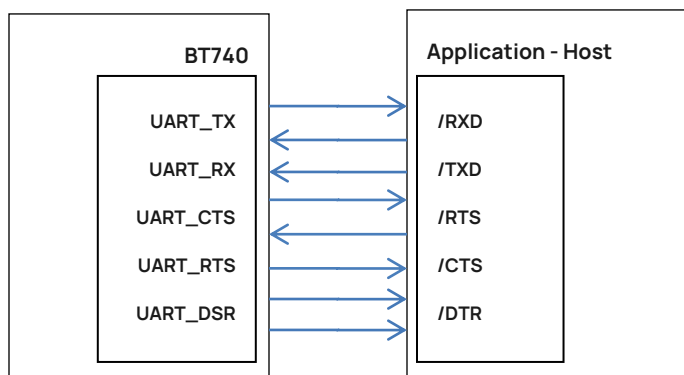 BT740
UART_TX
UART_RX
UART_CTS
UART_RTS
UART_DSR
Application - Host
/RXD
/TXD
/RTS
/CTS
/DTR